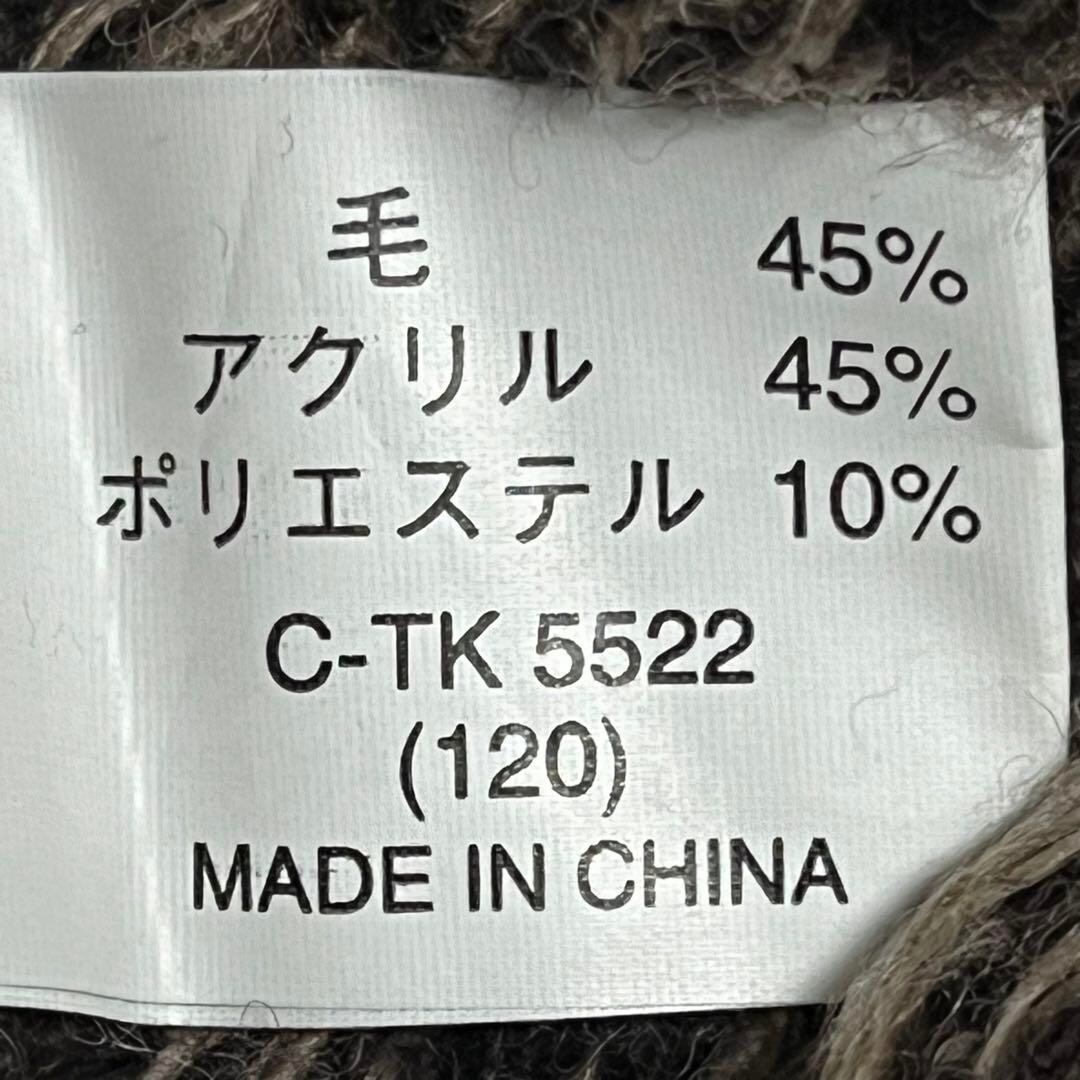 毛 45%
アクリル 45%
ポリエステル 10%
C-TK 5522
(120)
MADE IN CHINA